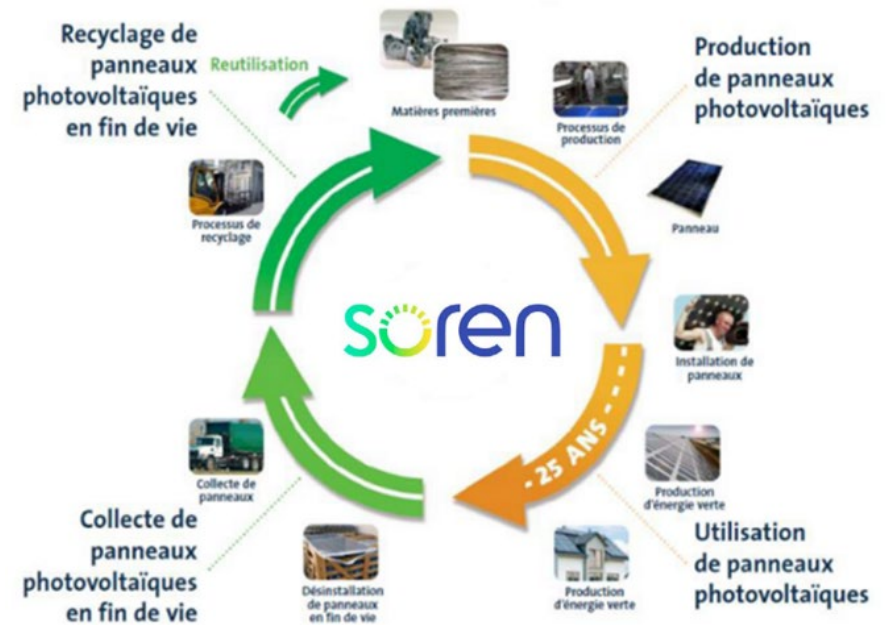 Recyclage de
panneaux
photovoltaïques
en fin de vie
Reutilisation
Matières premières
Processus de
production
Production
de panneaux
photovoltaïques
Processus de
recyclage
Panneau
soren
Installation de
panneaux
- 25 ANS - - -
Collecte de
panneaux
Production
d'énergie verte
Collecte de
panneaux
photovoltaïques
en fin de vie
Désinstallation
de panneaux
en fin de vie
Production
d'énergie verte
Utilisation
de panneaux
photovoltaïques